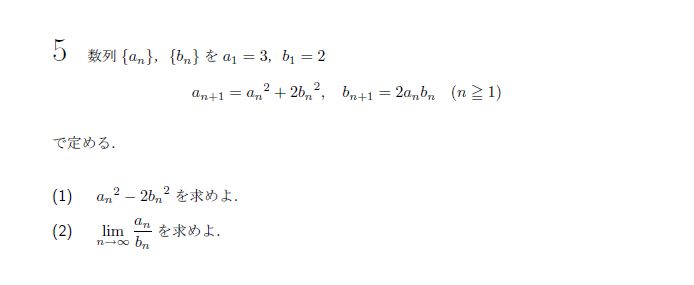 5 数列 {aₙ}, {bₙ} を a₁ = 3, b₁ = 2
aₙ₊₁ = aₙ² + 2bₙ², bₙ₊₁ = 2aₙbₙ (n ≧ 1)
で定める.
(1) aₙ² − 2bₙ² を求めよ.
(2) lim_{n→∞} aₙ/bₙ を求めよ.